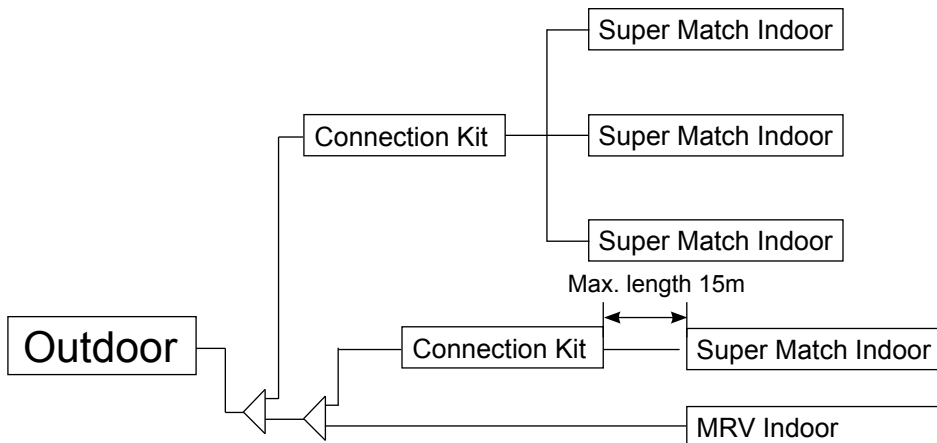 Super Match Indoor
Connection Kit
Super Match Indoor
Super Match Indoor
Max. length 15m
Outdoor
Connection Kit
Super Match Indoor
MRV Indoor